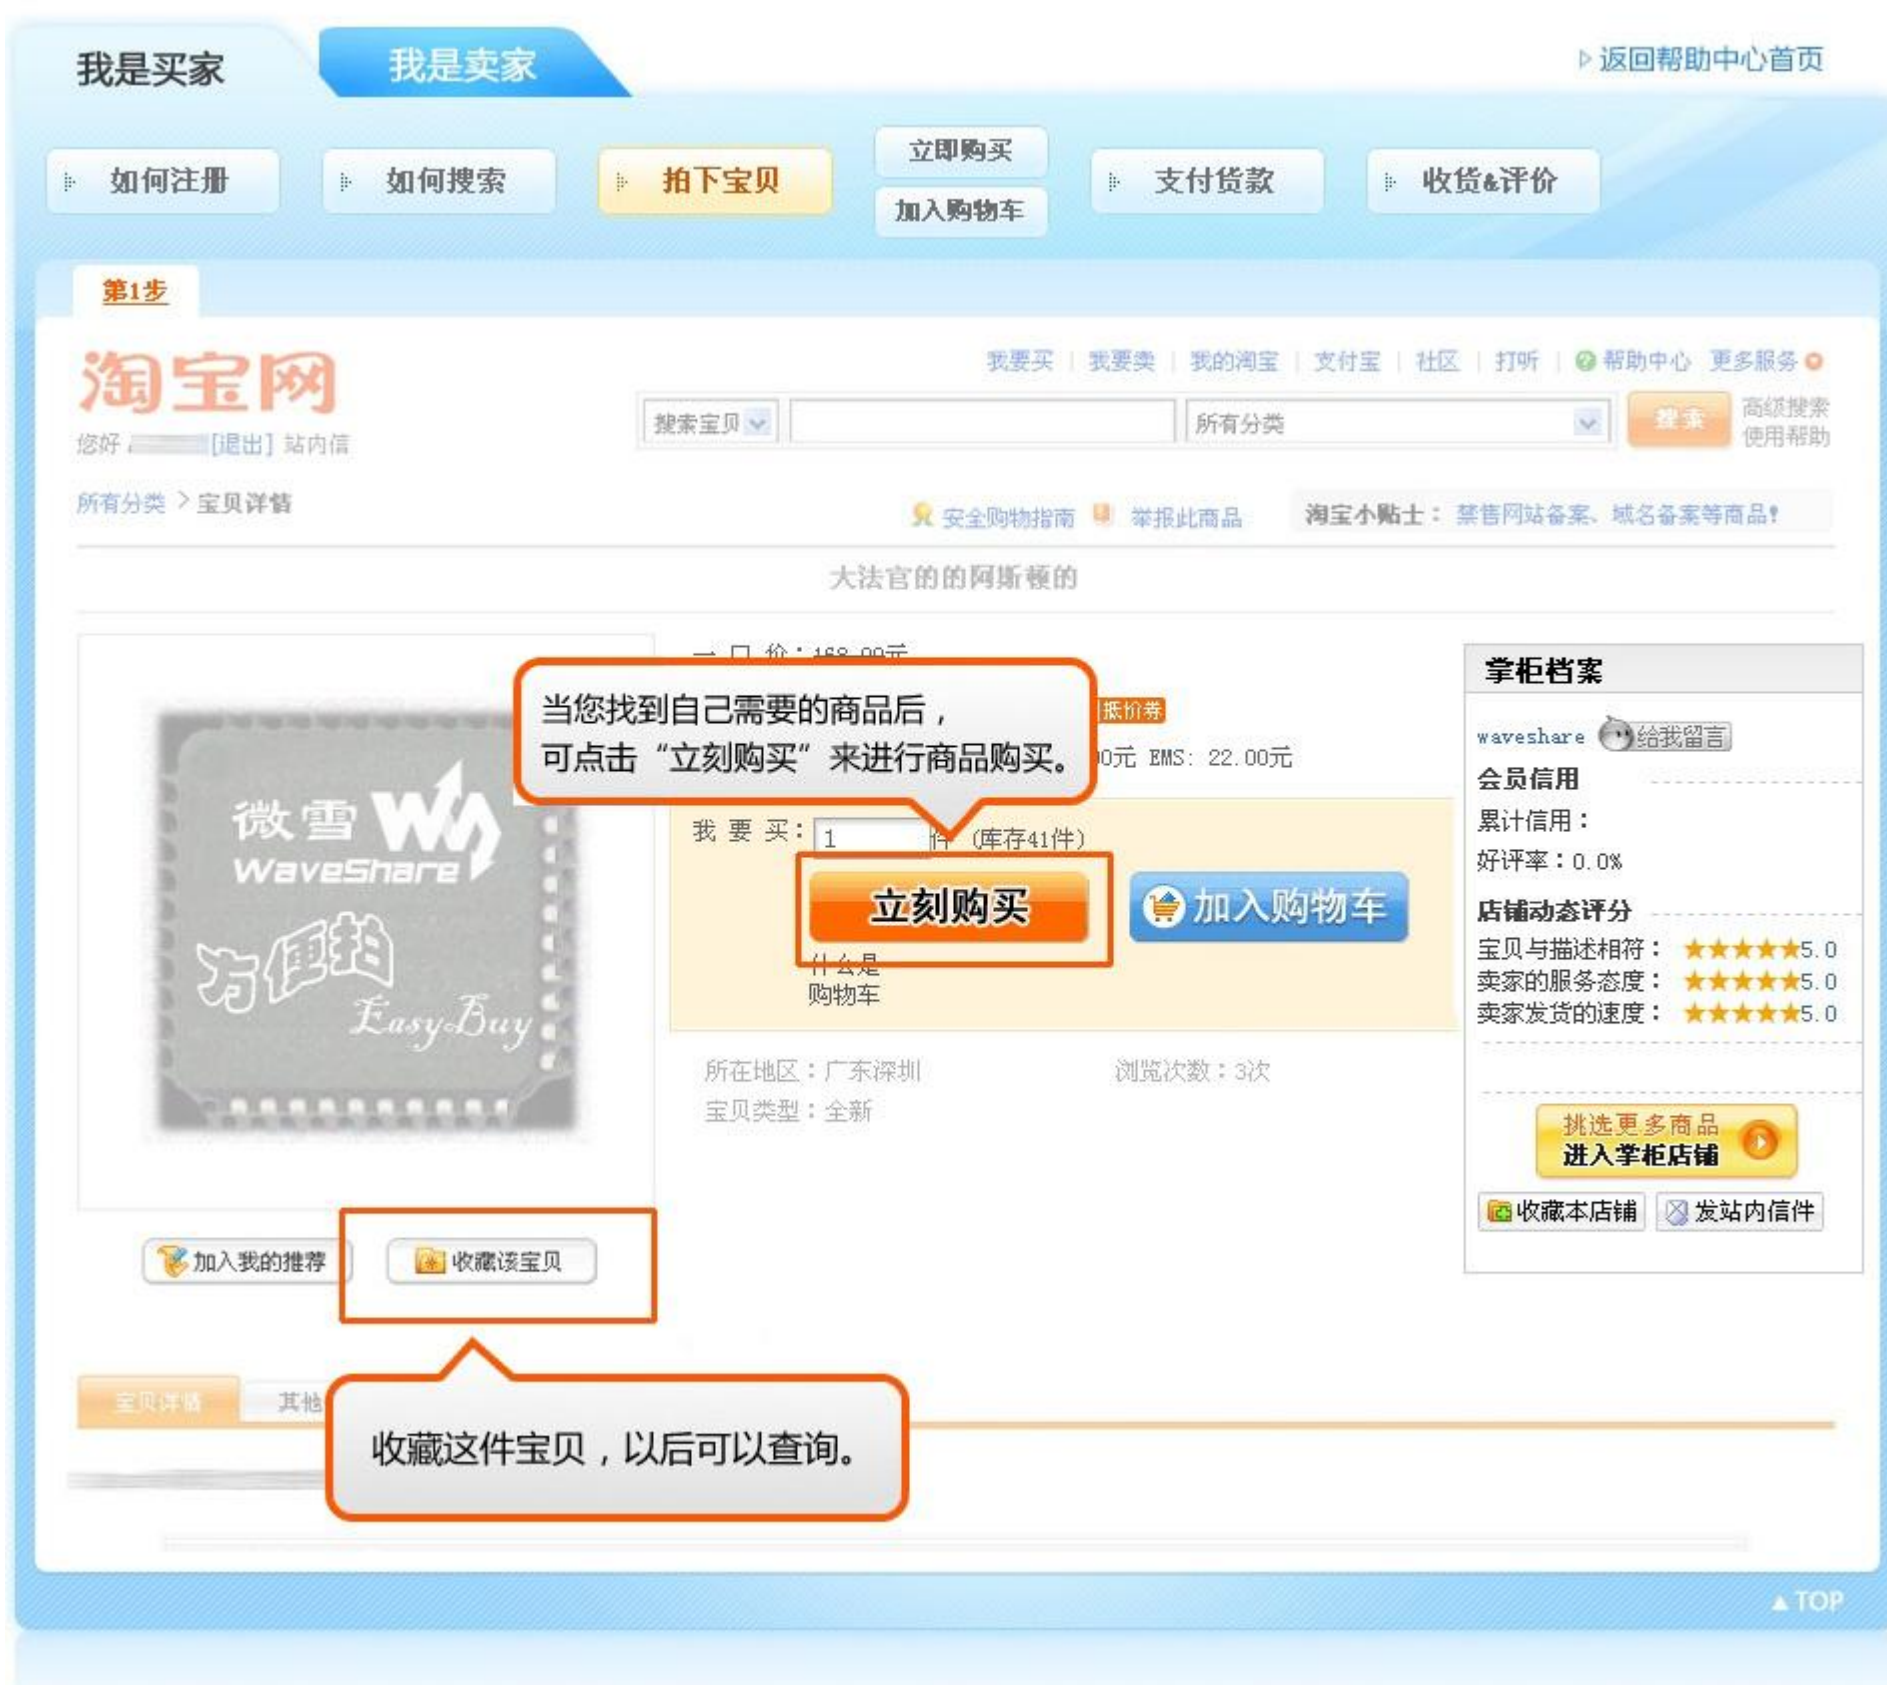 我是买家
我是卖家
返回帮助中心首页
如何注册
如何搜索
拍下宝贝
立即购买
加入购物车
支付货款
收货&评价
第1步
淘宝网
我要买 | 我要卖 | 我的淘宝 | 支付宝 | 社区 | 打听 | 帮助中心 更多服务
搜索宝贝
所有分类
搜索
高级搜索
使用帮助
您好 [退出] 站内信
所有分类 > 宝贝详情
安全购物指南
举报此商品
淘宝小贴士：禁售网站备案、域名备案等商品!
大法官的的阿斯顿的
一 口 价：168.00元
当您找到自己需要的商品后，
可点击“立刻购买”来进行商品购买。
抵价券
00元 EMS: 22.00元
我 要 买：1 件 (库存41件)
立刻购买
加入购物车
什么是
购物车
所在地区：广东深圳
浏览次数：3次
宝贝类型：全新
微雪
WaveShare
方便拍
Easy-Buy
加入我的推荐
收藏该宝贝
掌柜档案
waveshare 给我留言
会员信用
累计信用：
好评率：0.0%
店铺动态评分
宝贝与描述相符：★★★★★5.0
卖家的服务态度：★★★★★5.0
卖家发货的速度：★★★★★5.0
挑选更多商品
进入掌柜店铺
收藏本店铺
发站内信件
宝贝详情
其他
收藏这件宝贝，以后可以查询。
▲ TOP